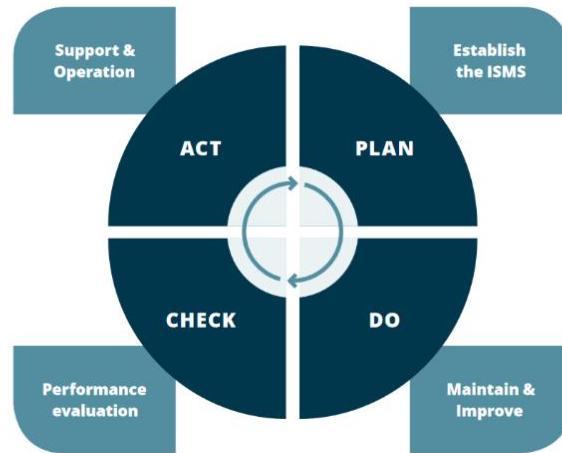 Support &
Operation
Establish
the ISMS
ACT
PLAN
CHECK
DO
Performance
evaluation
Maintain &
Improve